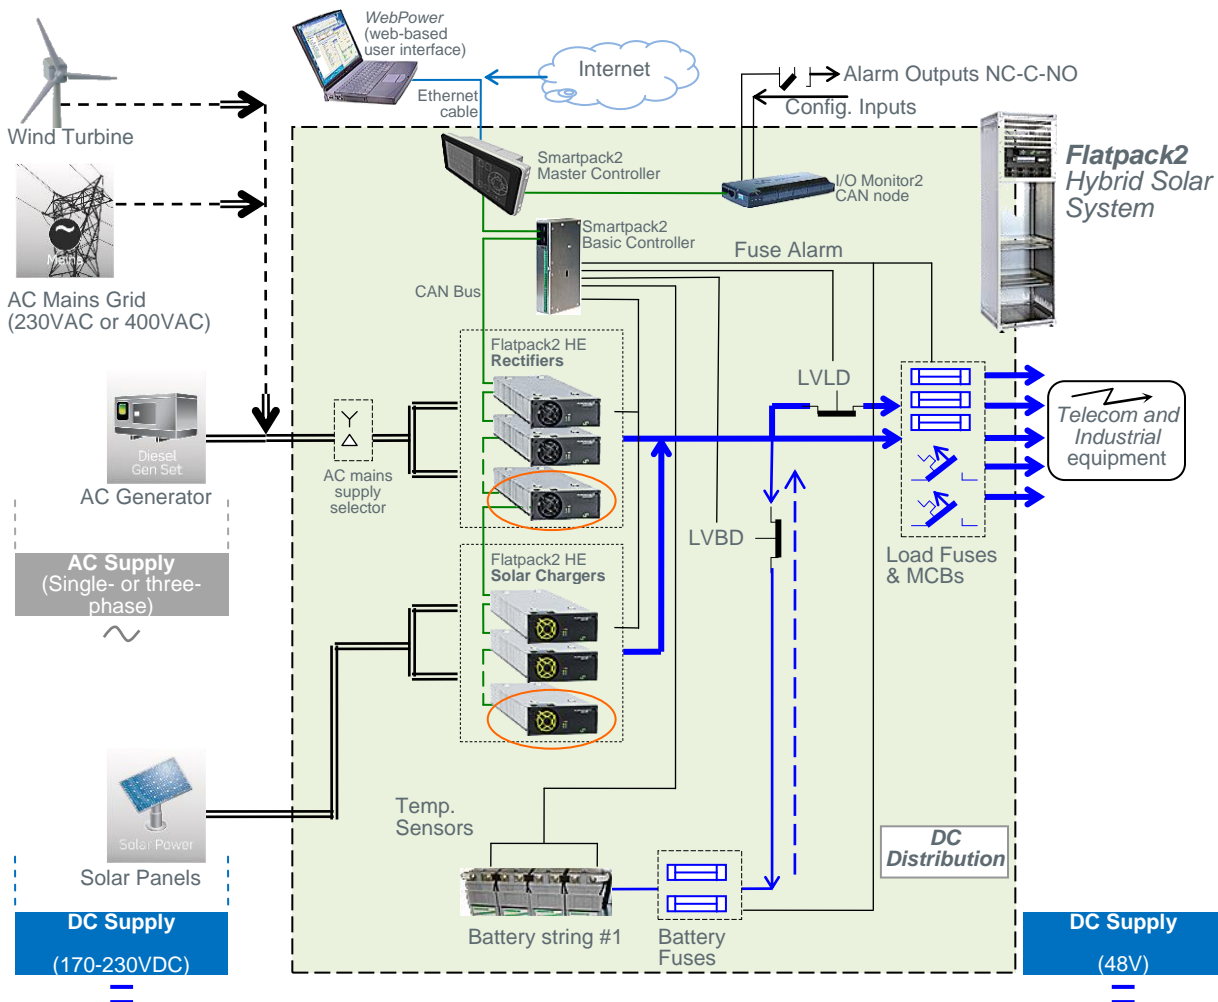 WebPower
(web-based
user interface)
Internet
Ethernet
cable
Alarm Outputs NC-C-NO
Config. Inputs
Wind Turbine
Flatpack2
Hybrid Solar
System
Smartpack2
Master Controller
I/O Monitor2
CAN node
Mains
AC Mains Grid
(230VAC or 400VAC)
Smartpack2
Basic Controller
Fuse Alarm
CAN Bus
Flatpack2 HE
Rectifiers
LVLD
Telecom and
Industrial
equipment
Diesel
Gen Set
AC Generator
AC mains
supply
selector
LVBD
Load Fuses
& MCBs
AC Supply
(Single- or three-
phase)
Flatpack2 HE
Solar Chargers
Solar Power
Solar Panels
Temp.
Sensors
DC
Distribution
Battery string #1
Battery
Fuses
DC Supply
(170-230VDC)
DC Supply
(48V)